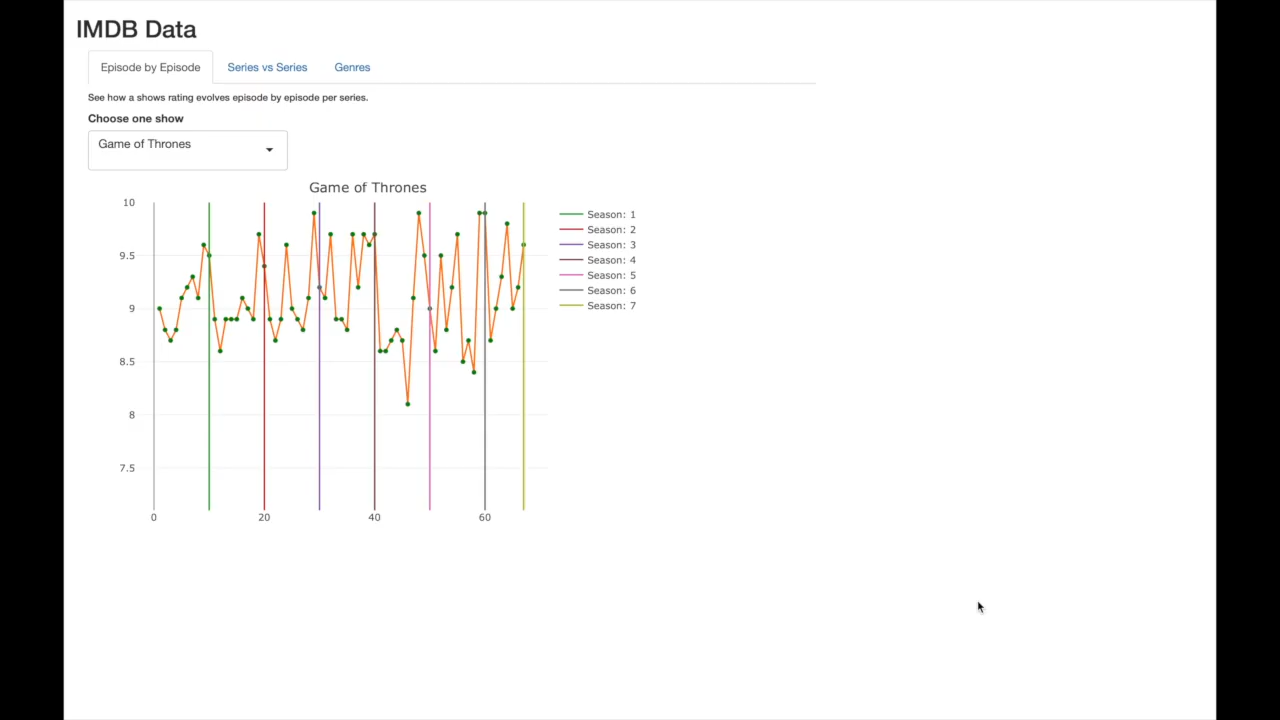 IMDB Data
Episode by Episode Series vs Series Genres
See how a shows rating evolves episode by episode per series.
Choose one show
Game of Thrones
Game of Thrones
10
9.5
9
8.5
8
7.5
0 20 40 60
Season: 1
Season: 2
Season: 3
Season: 4
Season: 5
Season: 6
Season: 7